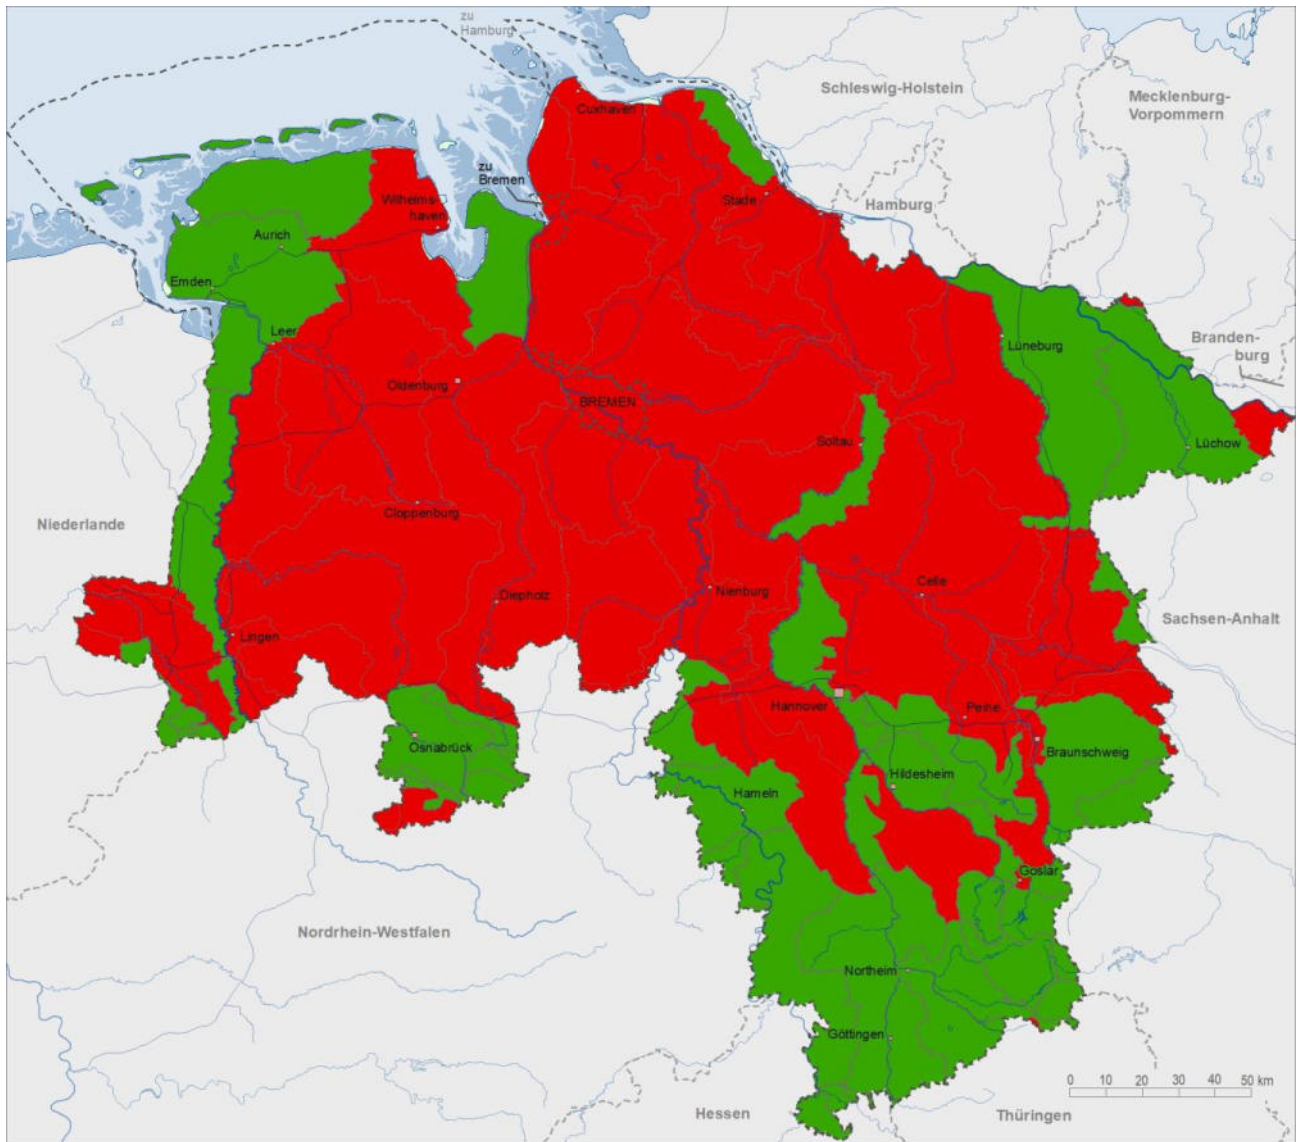 zu
Hamburg
Schleswig-Holstein
Mecklenburg-
Vorpommern
Cuxhaven
zu
Bremen
Wilhelms-
haven
Stade
Hamburg
Aurich
Emden
Leer
Lüneburg
Branden-
burg
Oldenburg
BREMEN
Soltau
Lüchow
Niederlande
Cloppenburg
Celle
Diepholz
Nienburg
Sachsen-Anhalt
Lingen
Hannover
Peine
Osnabrück
Braunschweig
Hildesheim
Hameln
Goslar
Nordrhein-Westfalen
Northeim
Göttingen
0 10 20 30 40 50 km
Hessen
Thüringen